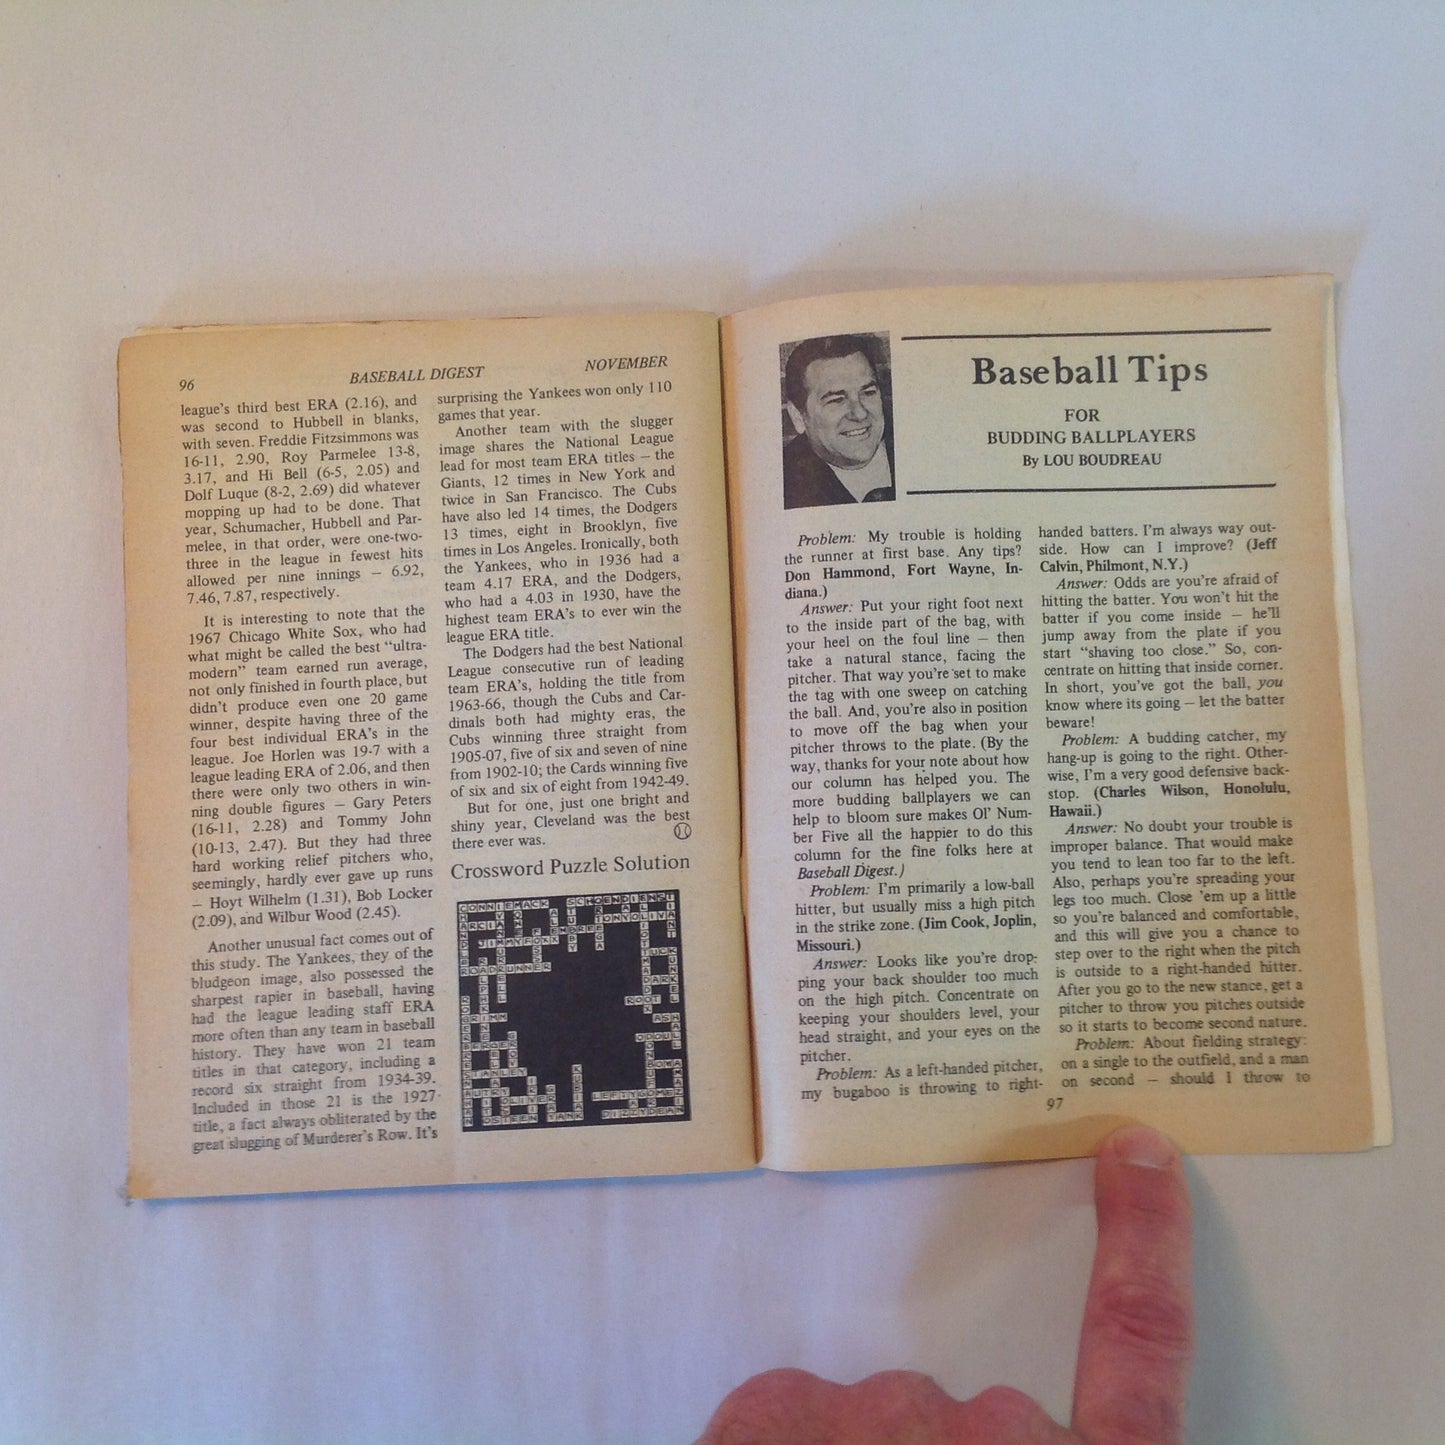 96
BASEBALL DIGEST
NOVEMBER
league's third best ERA (2.16), and
was second to Hubbell in blanks,
with seven. Freddie Fitzsimmons was
16-11, 2.90, Roy Parmelee 13-8,
3.17, and Hi Bell (6-5, 2.05) and
Dolf Luque (8-2, 2.69) did whatever
mopping up had to be done. That
year, Schumacher, Hubbell and Par-
melee, in that order, were one-two-
three in the league in fewest hits
allowed per nine innings — 6.92,
7.46, 7.87, respectively.
It is interesting to note that the
1967 Chicago White Sox, who had
what might be called the best "ultra-
modern" team earned run average,
not only finished in fourth place, but
didn't produce even one 20 game
winner, despite having three of the
four best individual ERA's in the
league. Joe Horlen was 19-7 with a
league leading ERA of 2.06, and then
there were only two others in win-
ning double figures — Gary Peters
(16-11, 2.28) and Tommy John
(10-13, 2.47). But they had three
hard working relief pitchers who,
seemingly, hardly ever gave up runs
— Hoyt Wilhelm (1.31), Bob Locker
(2.09), and Wilbur Wood (2.45).
Another unusual fact comes out of
this study. The Yankees, they of the
bludgeon image, also possessed the
sharpest rapier in baseball, having
had the league leading staff ERA
more often than any team in baseball
history. They have won 21 team
titles in that category, including a
record six straight from 1934-39.
Included in those 21 is the 1927
title, a fact always obliterated by the
great slugging of Murderer's Row. It's
surprising the Yankees won only 110
games that year.
Another team with the slugger
image shares the National League
lead for most team ERA titles — the
Giants, 12 times in New York and
twice in San Francisco. The Cubs
have also led 14 times, the Dodgers
13 times, eight in Brooklyn, five
times in Los Angeles. Ironically, both
the Yankees, who in 1936 had a
team 4.17 ERA, and the Dodgers,
who had a 4.03 in 1930, have the
highest team ERA's to ever win the
league ERA title.
The Dodgers had the best National
League consecutive run of leading
team ERA's, holding the title from
1963-66, though the Cubs and Car-
dinals both had mighty eras, the
Cubs winning three straight from
1905-07, five of six and seven of nine
from 1902-10; the Cards winning five
of six and six of eight from 1942-49.
But for one, just one bright and
shiny year, Cleveland was the best
there ever was.
Crossword Puzzle Solution
CONNIEMACK
SCHOENDIENST
TONYOLIVA
JIMMYFOXX
ROADRUNNER
DARK
ROOT
GRIMM
ASH
ODOUL
BERGER
STANLEY
AUTRY
OLIVER
LEFTYGOMEZ
OSTEEN
YANK
DIZZYDEAN
Baseball Tips
FOR
BUDDING BALLPLAYERS
By LOU BOUDREAU
Problem: My trouble is holding
the runner at first base. Any tips?
Don Hammond, Fort Wayne, In-
diana.)
Answer: Put your right foot next
to the inside part of the bag, with
your heel on the foul line — then
take a natural stance, facing the
pitcher. That way you're set to make
the tag with one sweep on catching
the ball. And, you're also in position
to move off the bag when your
pitcher throws to the plate. (By the
way, thanks for your note about how
our column has helped you. The
more budding ballplayers we can
help to bloom sure makes Ol' Num-
ber Five all the happier to do this
column for the fine folks here at
Baseball Digest.)
Problem: I'm primarily a low-ball
hitter, but usually miss a high pitch
in the strike zone. (Jim Cook, Joplin,
Missouri.)
Answer: Looks like you're drop-
ping your back shoulder too much
on the high pitch. Concentrate on
keeping your shoulders level, your
head straight, and your eyes on the
pitcher.
Problem: As a left-handed pitcher,
my bugaboo is throwing to right-
handed batters. I'm always way out-
side. How can I improve? (Jeff
Calvin, Philmont, N.Y.)
Answer: Odds are you're afraid of
hitting the batter. You won't hit the
batter if you come inside — he'll
jump away from the plate if you
start "shaving too close." So, con-
centrate on hitting that inside corner.
In short, you've got the ball, you
know where its going — let the batter
beware!
Problem: A budding catcher, my
hang-up is going to the right. Other-
wise, I'm a very good defensive back-
stop. (Charles Wilson, Honolulu,
Hawaii.)
Answer: No doubt your trouble is
improper balance. That would make
you tend to lean too far to the left.
Also, perhaps you're spreading your
legs too much. Close 'em up a little
so you're balanced and comfortable,
and this will give you a chance to
step over to the right when the pitch
is outside to a right-handed hitter.
After you go to the new stance, get a
pitcher to throw you pitches outside
so it starts to become second nature.
Problem: About fielding strategy:
on a single to the outfield, and a man
on second — should I throw to
97